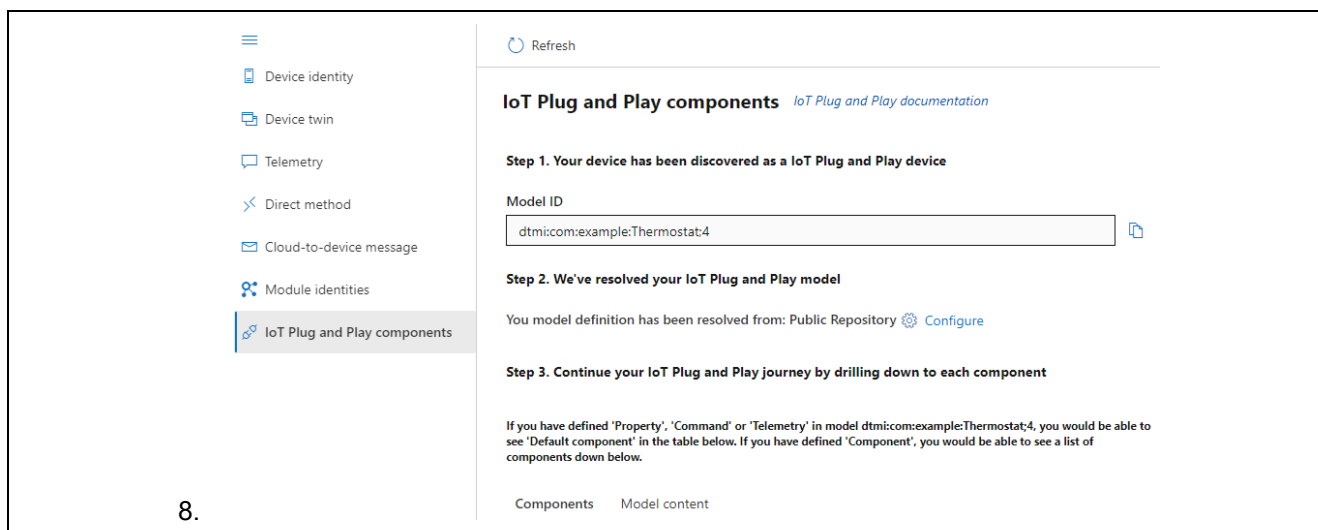 Refresh
Device identity
IoT Plug and Play components IoT Plug and Play documentation
Device twin
Telemetry
Step 1. Your device has been discovered as a IoT Plug and Play device
Direct method
Model ID
dtmi:com:example:Thermostat;4
Cloud-to-device message
Step 2. We've resolved your IoT Plug and Play model
Module identities
You model definition has been resolved from: Public Repository Configure
IoT Plug and Play components
Step 3. Continue your IoT Plug and Play journey by drilling down to each component
If you have defined 'Property', 'Command' or 'Telemetry' in model dtmi:com:example:Thermostat;4, you would be able to
see 'Default component' in the table below. If you have defined 'Component', you would be able to see a list of
components down below.
Components Model content
8.